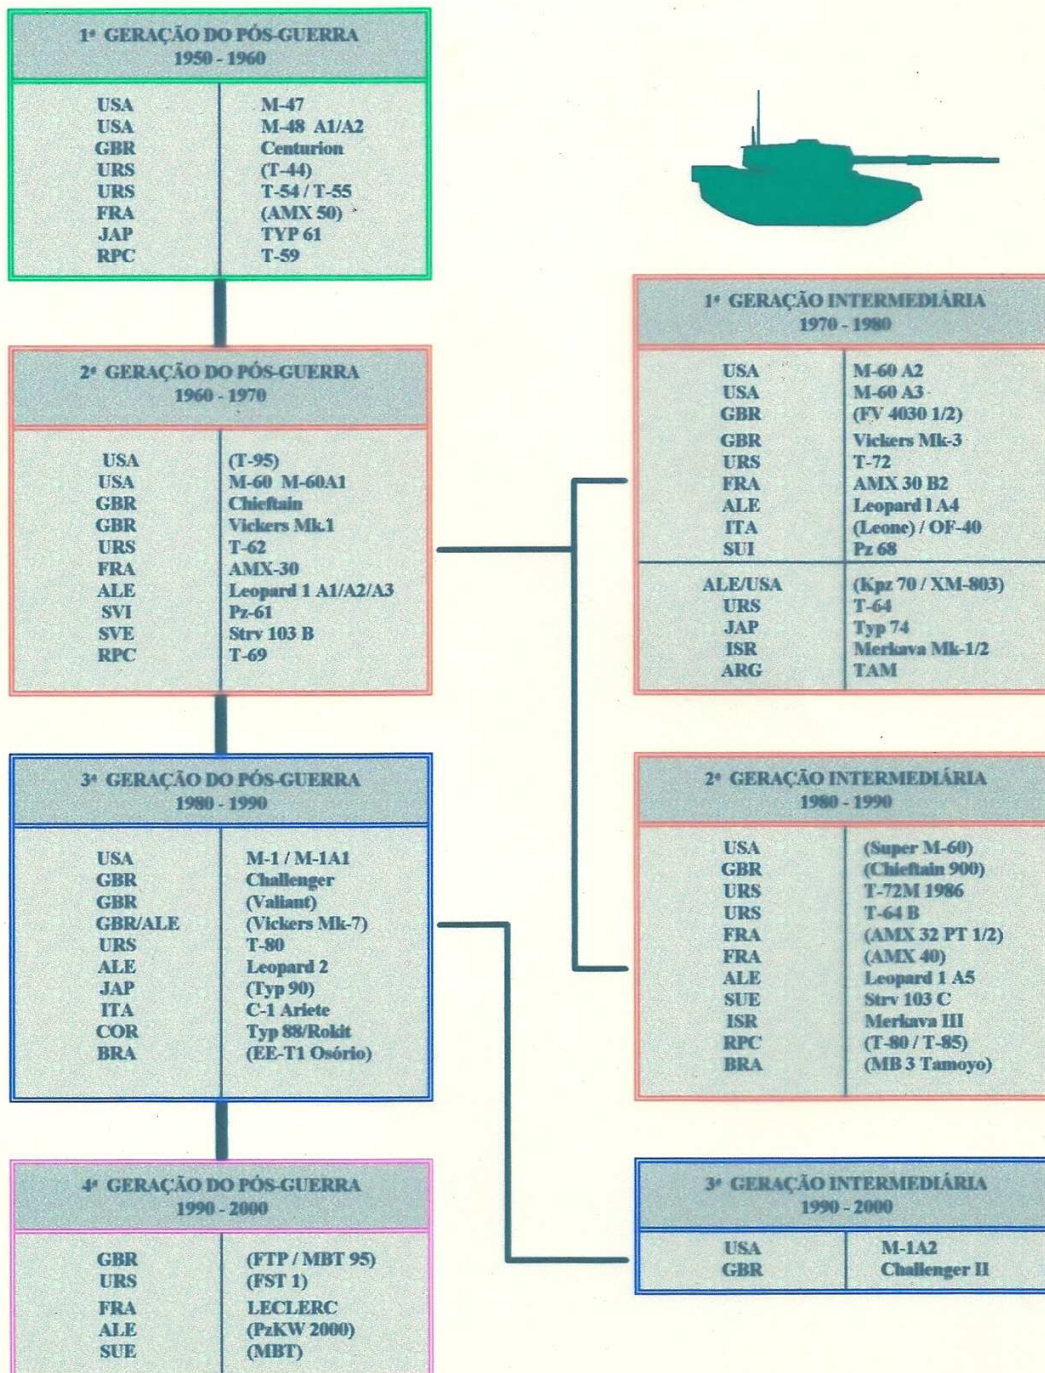 1ª GERAÇÃO DO PÓS-GUERRA
1950 - 1960
USA M-47
USA M-48 A1/A2
GBR Centurion
URS (T-44)
URS T-54 / T-55
FRA (AMX 50)
JAP TYP 61
RPC T-59
2ª GERAÇÃO DO PÓS-GUERRA
1960 - 1970
USA (T-95)
USA M-60 M-60A1
GBR Chieftain
GBR Vickers Mk.1
URS T-62
FRA AMX-30
ALE Leopard 1 A1/A2/A3
SVI Pz-61
SVE Strv 103 B
RPC T-69
3ª GERAÇÃO DO PÓS-GUERRA
1980 - 1990
USA M-1 / M-1A1
GBR Challenger
GBR (Valiant)
GBR/ALE (Vickers Mk-7)
URS T-80
ALE Leopard 2
JAP (Typ 90)
ITA C-1 Ariete
COR Typ 88/Rokit
BRA (EE-T1 Osório)
4ª GERAÇÃO DO PÓS-GUERRA
1990 - 2000
GBR (FTP / MBT 95)
URS (FST 1)
FRA LECLERC
ALE (PzKW 2000)
SUE (MBT)
1ª GERAÇÃO INTERMEDIÁRIA
1970 - 1980
USA M-60 A2
USA M-60 A3
GBR (FV 4030 1/2)
GBR Vickers Mk-3
URS T-72
FRA AMX 30 B2
ALE Leopard 1 A4
ITA (Leone) / OF-40
SUI Pz 68
ALE/USA (Kpz 70 / XM-803)
URS T-64
JAP Typ 74
ISR Merkava Mk-1/2
ARG TAM
2ª GERAÇÃO INTERMEDIÁRIA
1980 - 1990
USA (Super M-60)
GBR (Chieftain 900)
URS T-72M 1986
URS T-64 B
FRA (AMX 32 PT 1/2)
FRA (AMX 40)
ALE Leopard 1 A5
SUE Strv 103 C
ISR Merkava III
RPC (T-80 / T-85)
BRA (MB 3 Tamoyo)
3ª GERAÇÃO INTERMEDIÁRIA
1990 - 2000
USA M-1A2
GBR Challenger II